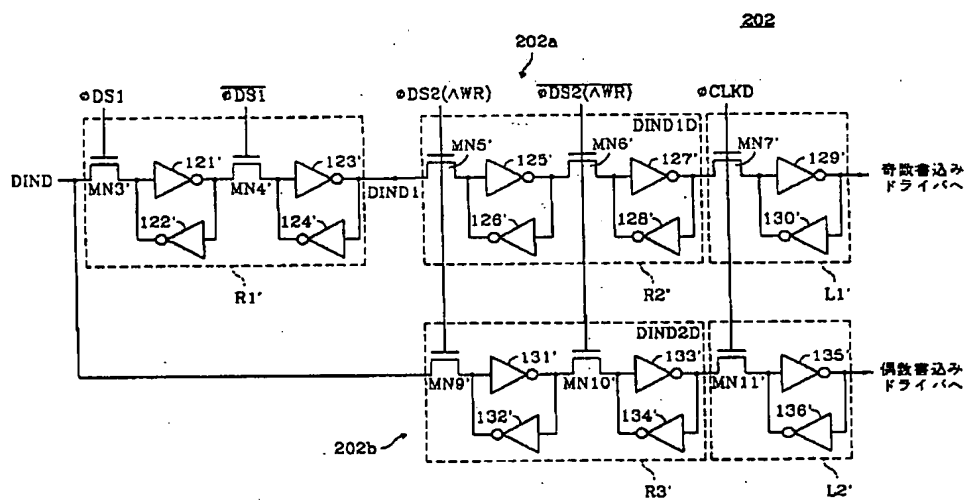 202
202a
φDS1
φDS1
φDS2(∧WR)
φDS2(∧WR)
φCLKD
DIND1D
MN5'
MN6'
MN7'
121'
123'
125'
127'
129'
DIND
MN3'
MN4'
DIND1
奇数書込み
ドライバへ
122'
124'
126'
128'
130'
R1'
R2'
L1'
DIND2D
131'
133'
135'
MN9'
MN10'
MN11'
偶数書込み
ドライバへ
132'
134'
136'
202b
R3'
L2'